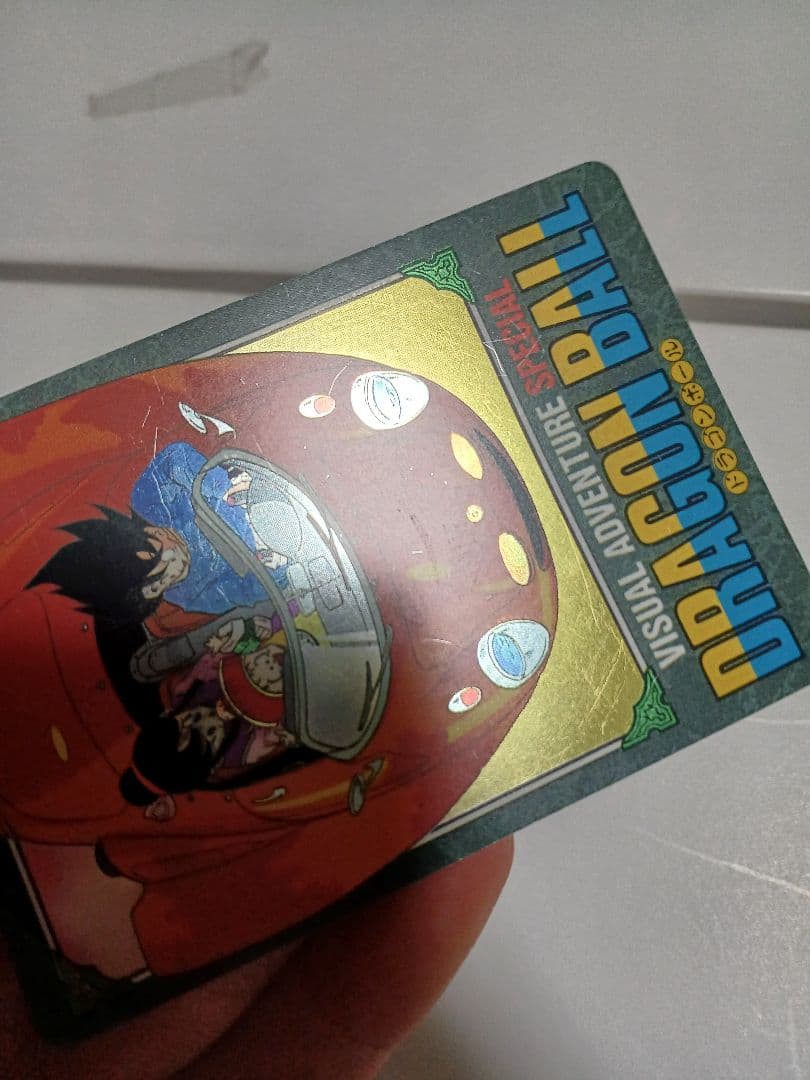 VISUAL ADVENTURE SPECIAL
DRAGON BALL
ドラゴンボール